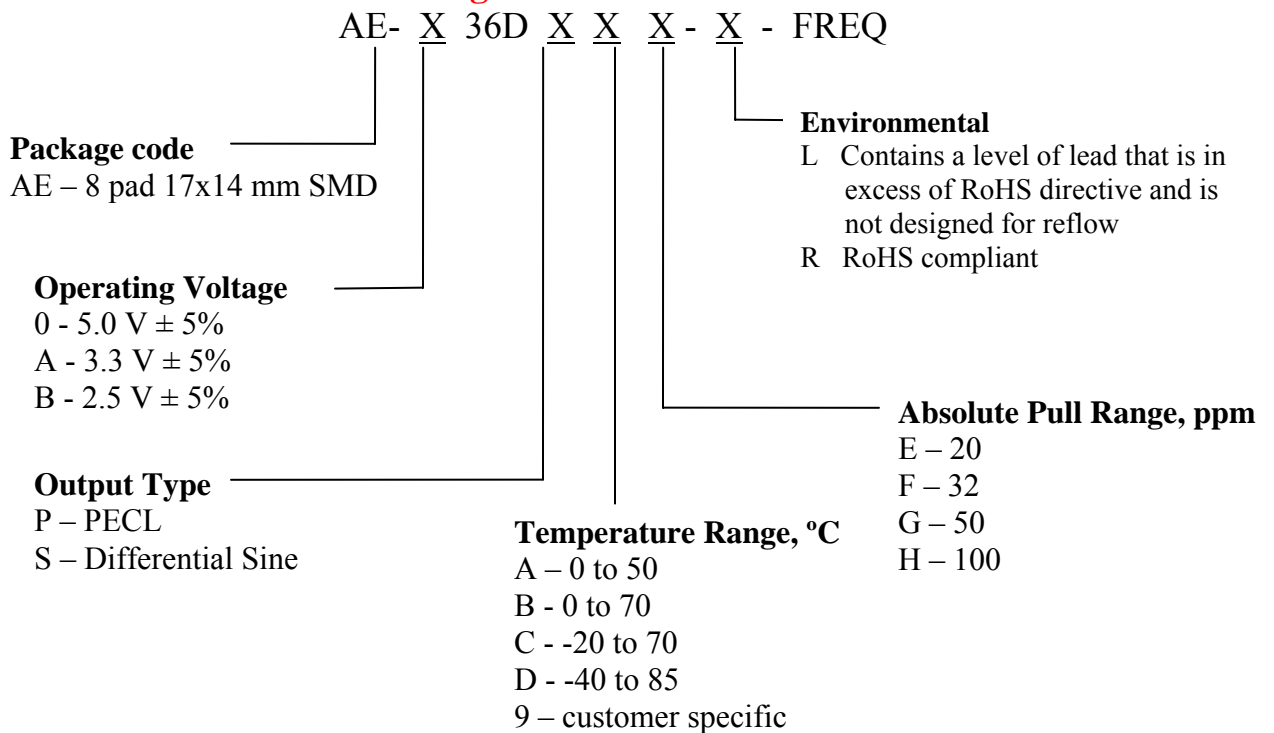 AE- X 36D X X X - X - FREQ
Package code
AE – 8 pad 17x14 mm SMD
Operating Voltage
0 - 5.0 V ± 5%
A - 3.3 V ± 5%
B - 2.5 V ± 5%
Output Type
P – PECL
S – Differential Sine
Temperature Range, ºC
A – 0 to 50
B - 0 to 70
C - -20 to 70
D - -40 to 85
9 – customer specific
Absolute Pull Range, ppm
E – 20
F – 32
G – 50
H – 100
Environmental
L Contains a level of lead that is in
excess of RoHS directive and is
not designed for reflow
R RoHS compliant